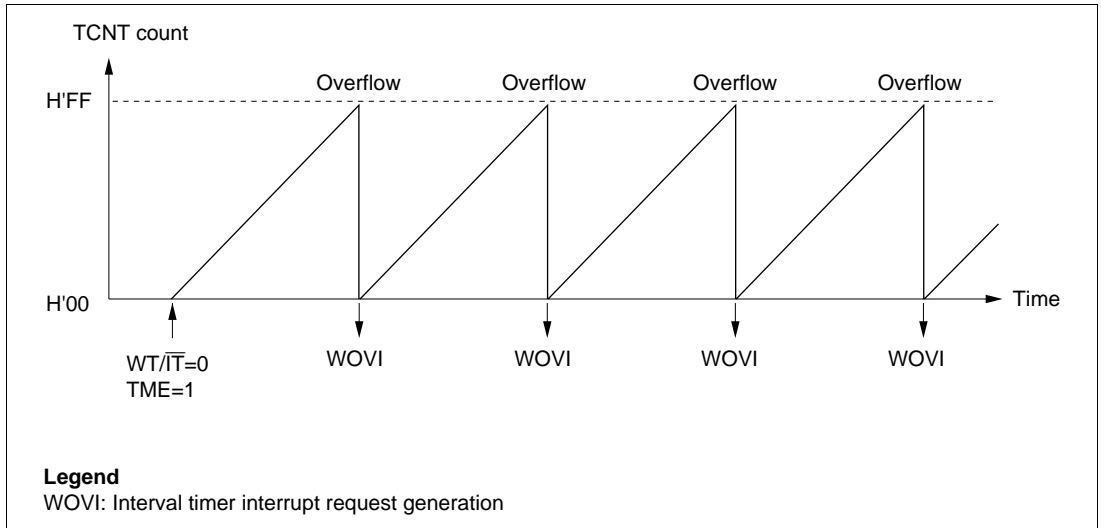 TCNT count
Overflow Overflow Overflow Overflow
H'FF
H'00
Time
WT/I̅T̅=0
TME=1
WOVI WOVI WOVI WOVI
Legend
WOVI: Interval timer interrupt request generation